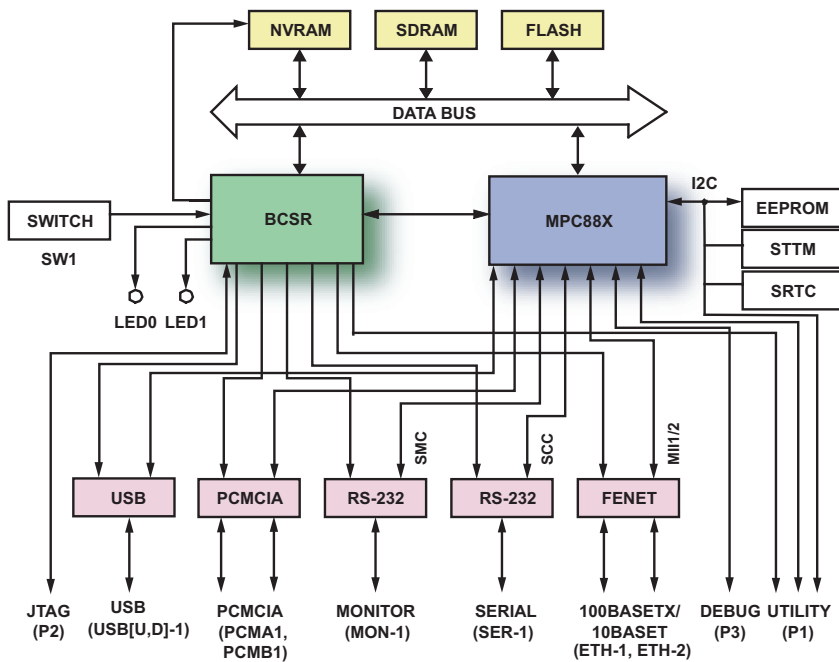 NVRAM
SDRAM
FLASH
DATA BUS
I2C
SWITCH
BCSR
MPC88X
EEPROM
SW1
STTM
SRTC
LED0
LED1
SMC
SCC
MII1/2
USB
PCMCIA
RS-232
RS-232
FENET
JTAG
(P2)
USB
(USB[U,D]-1)
PCMCIA
(PCMA1,
PCMB1)
MONITOR
(MON-1)
SERIAL
(SER-1)
100BASETX/
10BASET
(ETH-1, ETH-2)
DEBUG
(P3)
UTILITY
(P1)